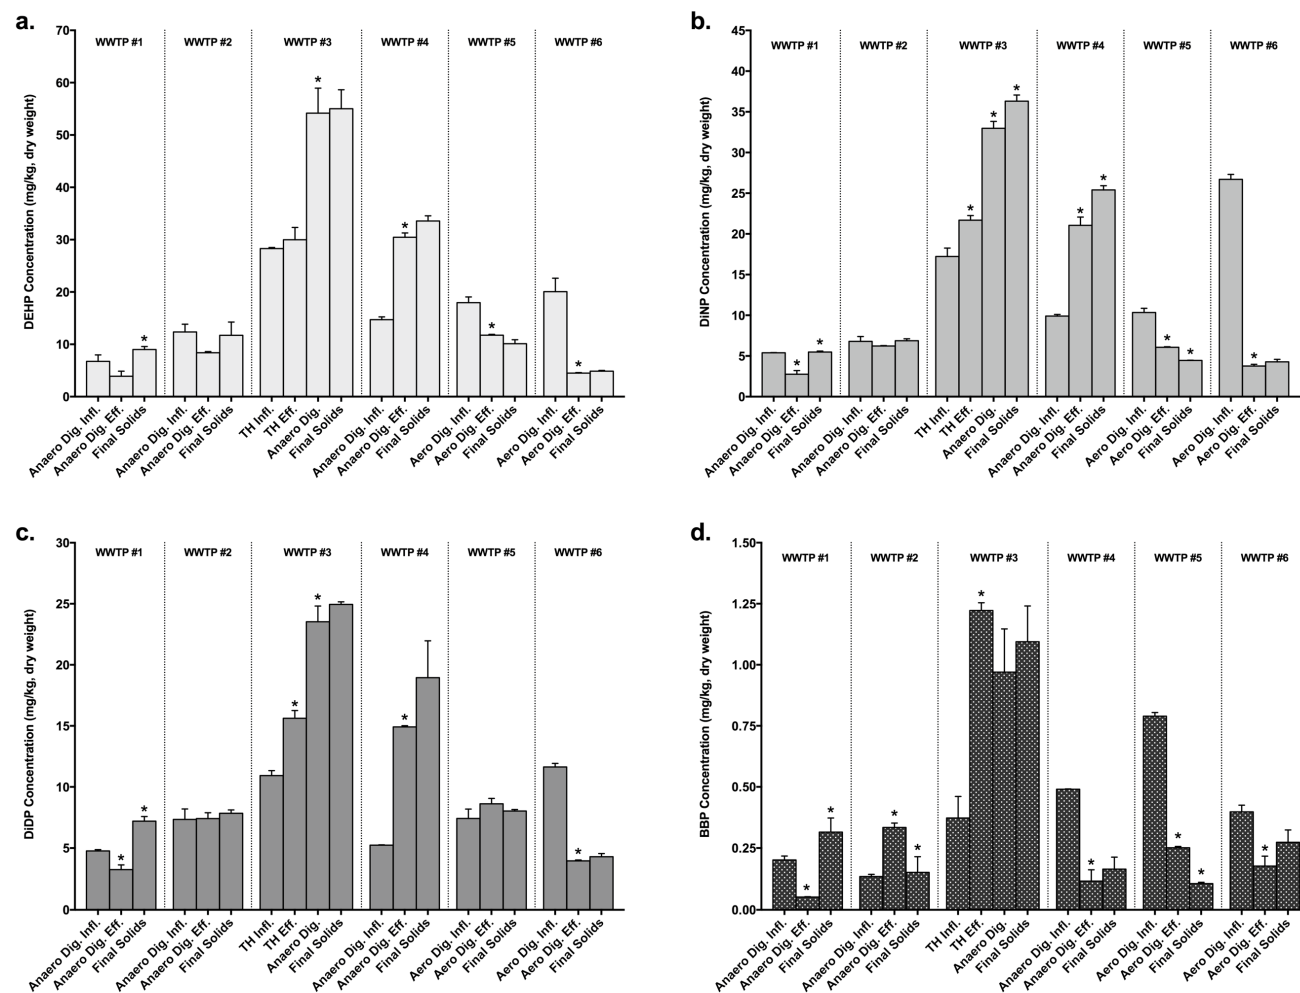 a.
DEHP Concentration (mg/kg, dry weight)
70
60
50
40
30
20
10
0
WWTP #1 WWTP #2 WWTP #3 WWTP #4 WWTP #5 WWTP #6
* * * * *
Anaero Dig. Infl.
Anaero Dig. Eff.
Final Solids
Anaero Dig. Infl.
Anaero Dig. Eff.
Final Solids
TH Infl.
TH Eff.
Anaero Dig.
Final Solids
Anaero Dig. Infl.
Anaero Dig. Eff.
Final Solids
Aero Dig. Infl.
Aero Dig. Eff.
Final Solids
Aero Dig. Infl.
Aero Dig. Eff.
Final Solids
b.
DiNP Concentration (mg/kg, dry weight)
45
40
35
30
25
20
15
10
5
0
WWTP #1 WWTP #2 WWTP #3 WWTP #4 WWTP #5 WWTP #6
* * * * * * * * * *
Anaero Dig. Infl.
Anaero Dig. Eff.
Final Solids
Anaero Dig. Infl.
Anaero Dig. Eff.
Final Solids
TH Infl.
TH Eff.
Anaero Dig.
Final Solids
Anaero Dig. Infl.
Anaero Dig. Eff.
Final Solids
Aero Dig. Infl.
Aero Dig. Eff.
Final Solids
Aero Dig. Infl.
Aero Dig. Eff.
Final Solids
c.
DiDP Concentration (mg/kg, dry weight)
30
25
20
15
10
5
0
WWTP #1 WWTP #2 WWTP #3 WWTP #4 WWTP #5 WWTP #6
* * * * * *
Anaero Dig. Infl.
Anaero Dig. Eff.
Final Solids
Anaero Dig. Infl.
Anaero Dig. Eff.
Final Solids
TH Infl.
TH Eff.
Anaero Dig.
Final Solids
Anaero Dig. Infl.
Anaero Dig. Eff.
Final Solids
Aero Dig. Infl.
Aero Dig. Eff.
Final Solids
Aero Dig. Infl.
Aero Dig. Eff.
Final Solids
d.
BBP Concentration (mg/kg, dry weight)
1.50
1.25
1.00
0.75
0.50
0.25
0.00
WWTP #1 WWTP #2 WWTP #3 WWTP #4 WWTP #5 WWTP #6
* * * * * * * * *
Anaero Dig. Infl.
Anaero Dig. Eff.
Final Solids
Anaero Dig. Infl.
Anaero Dig. Eff.
Final Solids
TH Infl.
TH Eff.
Anaero Dig.
Final Solids
Anaero Dig. Infl.
Anaero Dig. Eff.
Final Solids
Aero Dig. Infl.
Aero Dig. Eff.
Final Solids
Aero Dig. Infl.
Aero Dig. Eff.
Final Solids